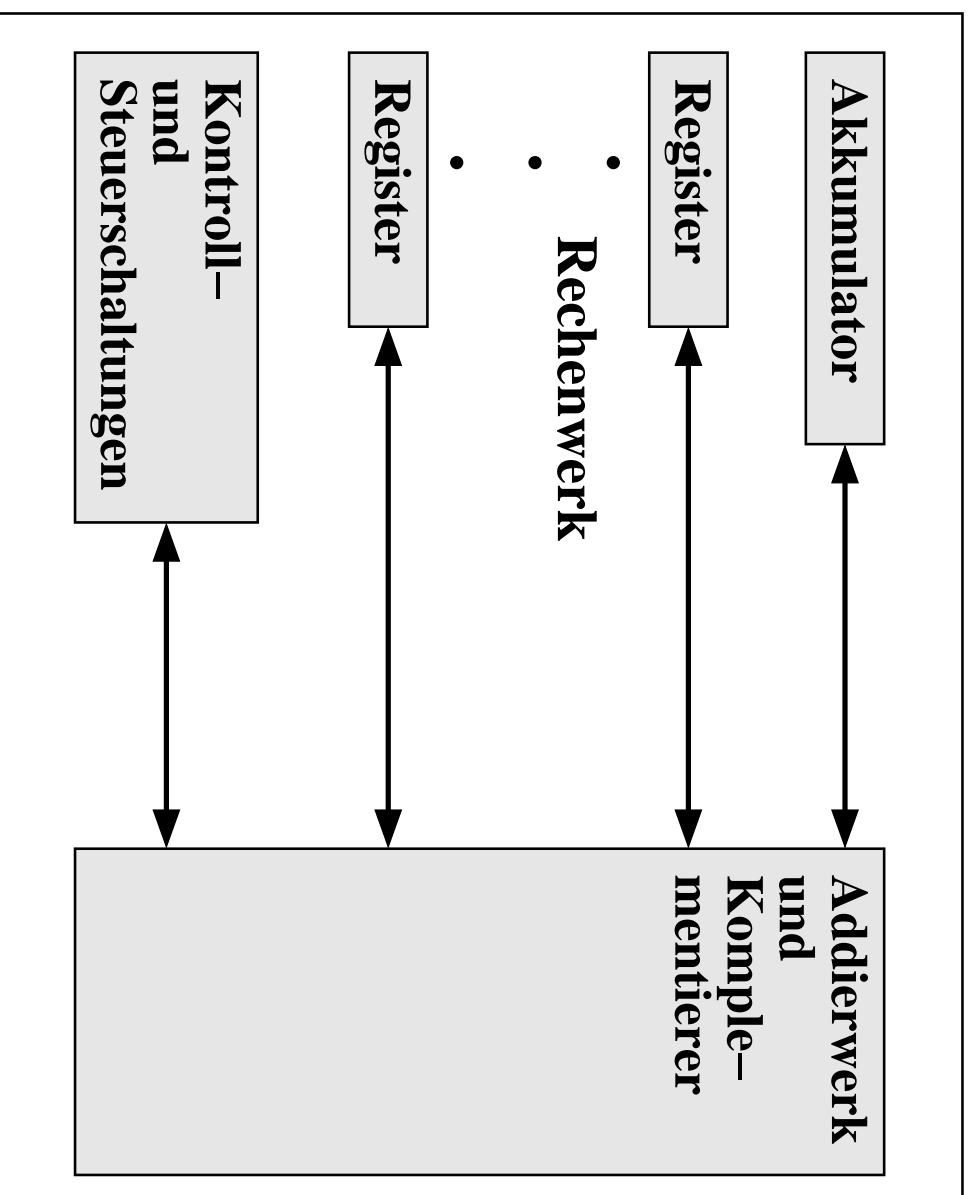 Akkumulator
Register
Rechenwerk
Register
Kontroll–
und
Steuerschaltungen
Addierwerk
und
Komple–
mentierer